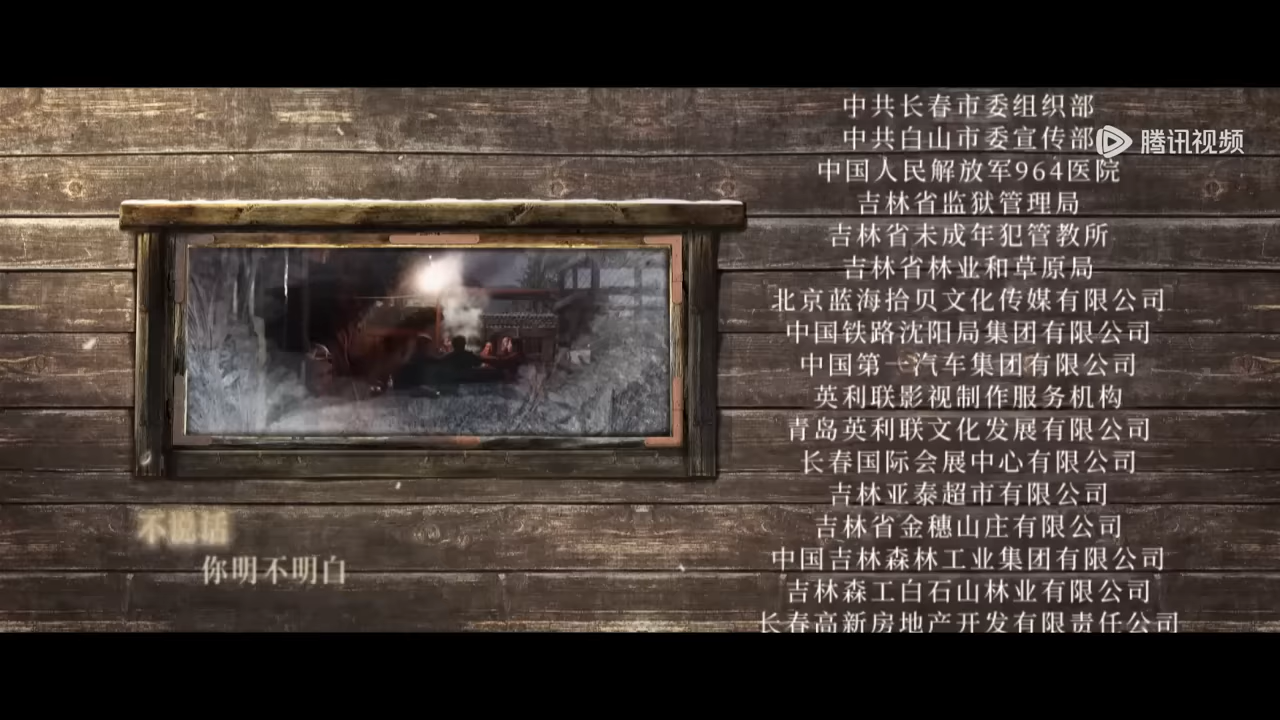 中共长春市委组织部
中共白山市委宣传部
腾讯视频
中国人民解放军964医院
吉林省监狱管理局
吉林省未成年犯管教所
吉林省林业和草原局
北京蓝海拾贝文化传媒有限公司
中国铁路沈阳局集团有限公司
中国第一汽车集团有限公司
英利联影视制作服务机构
青岛英利联文化发展有限公司
长春国际会展中心有限公司
吉林亚泰超市有限公司
吉林省金穗山庄有限公司
中国吉林森林工业集团有限公司
吉林森工白石山林业有限公司
长春高新房地产开发有限责任公司
不说话
你明不明白